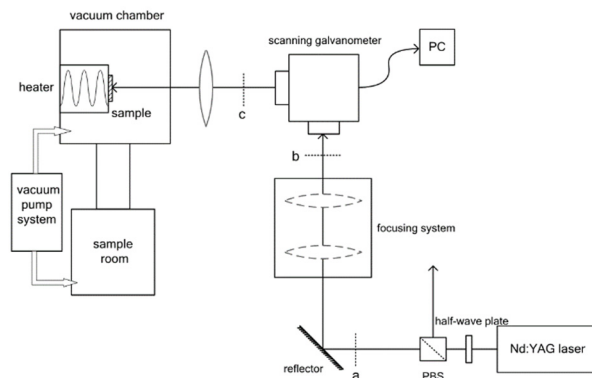 vacuum chamber
scanning galvanometer
PC
heater
sample
c
b
vacuum
pump
system
sample
room
focusing system
half-wave plate
Nd:YAG laser
reflector
a
PBS